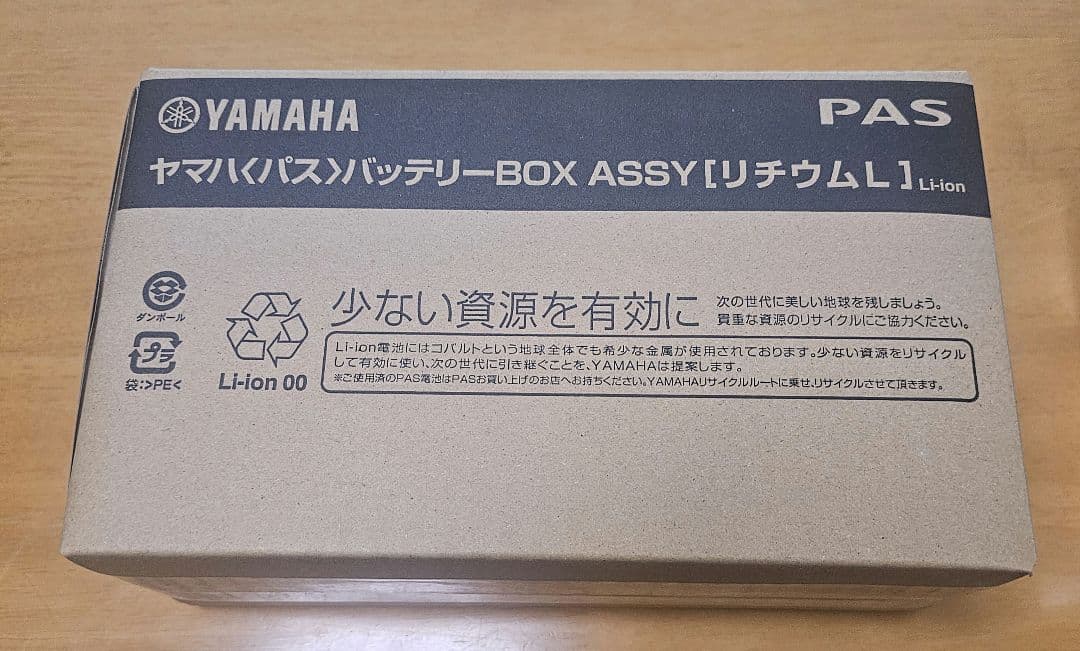 YAMAHA
PAS
ヤマハ〈パス〉バッテリーBOX ASSY［リチウムL］Li-ion
ダンボール
プラ
袋:>PE<
Li-ion 00
少ない資源を有効に
次の世代に美しい地球を残しましょう。
貴重な資源のリサイクルにご協力ください。
Li-ion電池にはコバルトという地球全体でも希少な金属が使用されております。少ない資源をリサイクル
して有効に使い、次の世代に引き継ぐことを、YAMAHAは提案します。
※ご使用済のPAS電池はPASお買い上げのお店へお持ちください。YAMAHAリサイクルルートに乗せ、リサイクルさせて頂きます。